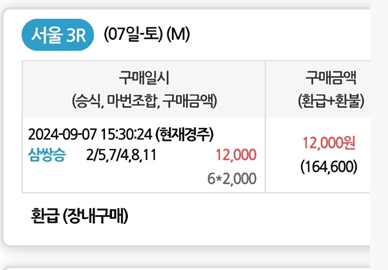 서울 3R (07일-토) (M)
구매일시 구매금액
(승식, 마번조합, 구매금액) (환급+환불)
2024-09-07 15:30:24 (현재경주) 12,000원
삼쌍승 2/5,7/4,8,11 12,000 (164,600)
6*2,000
환급 (장내구매)